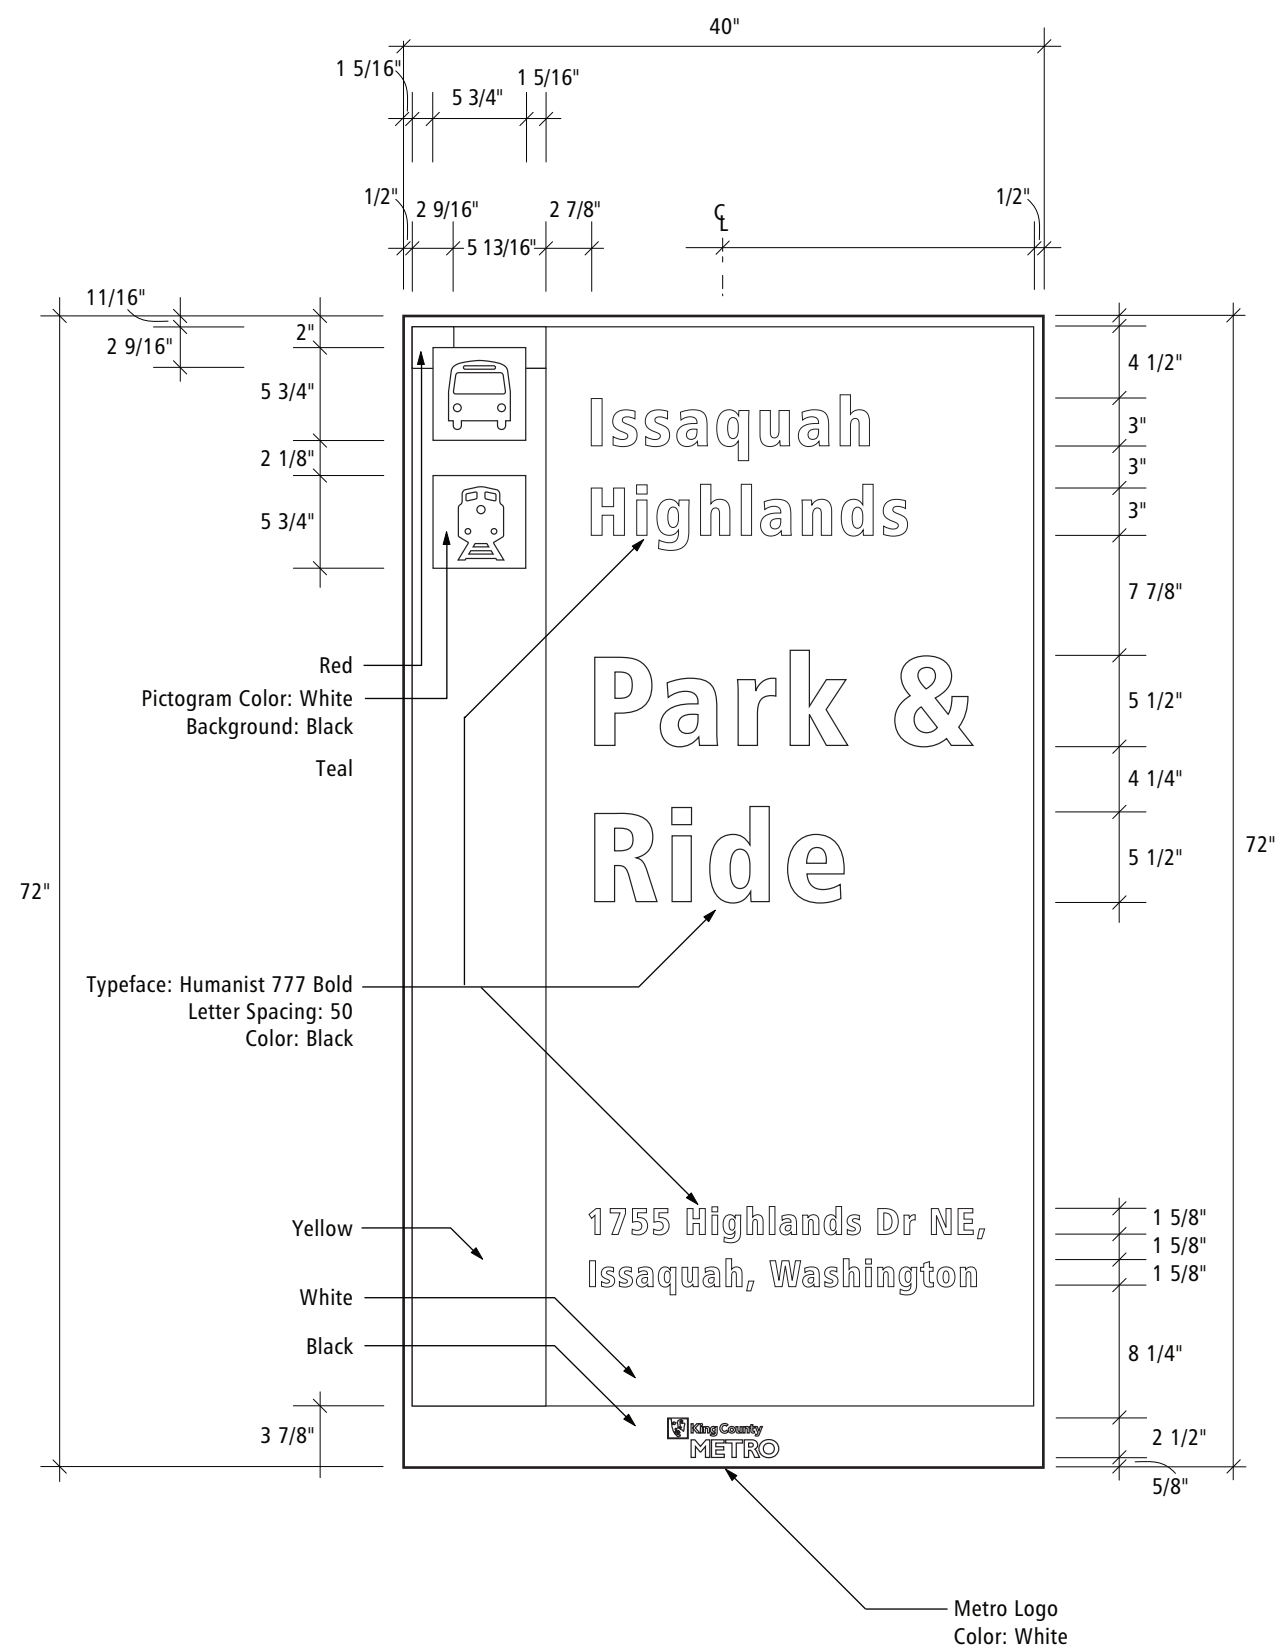 40"
1 5/16"
5 3/4"
1 5/16"
1/2"
2 9/16"
5 13/16"
2 7/8"
CL
1/2"
11/16"
2 9/16"
2"
5 3/4"
2 1/8"
5 3/4"
72"
Issaquah
Highlands
Park &
Ride
Red
Pictogram Color: White
Background: Black
Teal
Typeface: Humanist 777 Bold
Letter Spacing: 50
Color: Black
1755 Highlands Dr NE,
Issaquah, Washington
Yellow
White
Black
3 7/8"
King County
METRO
4 1/2"
3"
3"
3"
7 7/8"
5 1/2"
4 1/4"
5 1/2"
72"
1 5/8"
1 5/8"
1 5/8"
8 1/4"
2 1/2"
5/8"
Metro Logo
Color: White